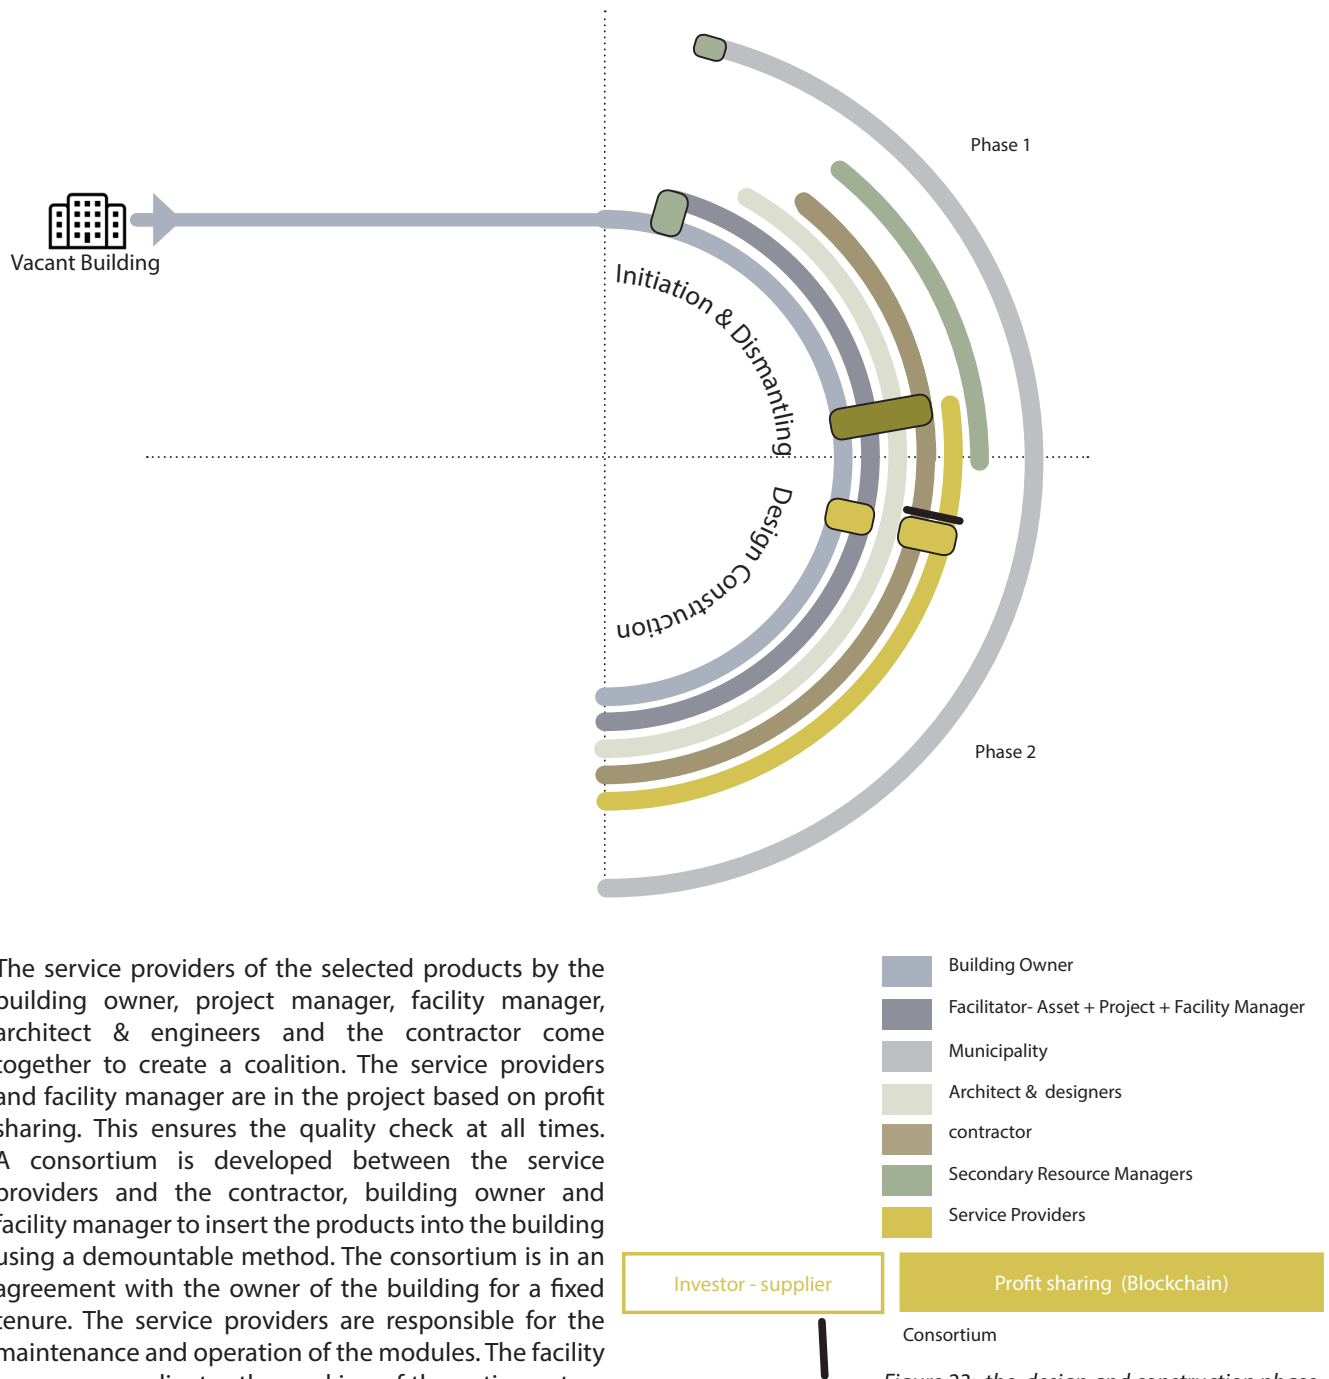 Phase 1
Vacant Building
Initiation & Dismantling
Design Construction
Phase 2
The service providers of the selected products by the
building owner, project manager, facility manager,
architect & engineers and the contractor come
together to create a coalition. The service providers
and facility manager are in the project based on profit
sharing. This ensures the quality check at all times.
A consortium is developed between the service
providers and the contractor, building owner and
facility manager to insert the products into the building
using a demountable method. The consortium is in an
agreement with the owner of the building for a fixed
tenure. The service providers are responsible for the
maintenance and operation of the modules. The facility
Building Owner
Facilitator- Asset + Project + Facility Manager
Municipality
Architect & designers
contractor
Secondary Resource Managers
Service Providers
Investor - supplier
Profit sharing (Blockchain)
Consortium
Figure 23: the design and construction phase